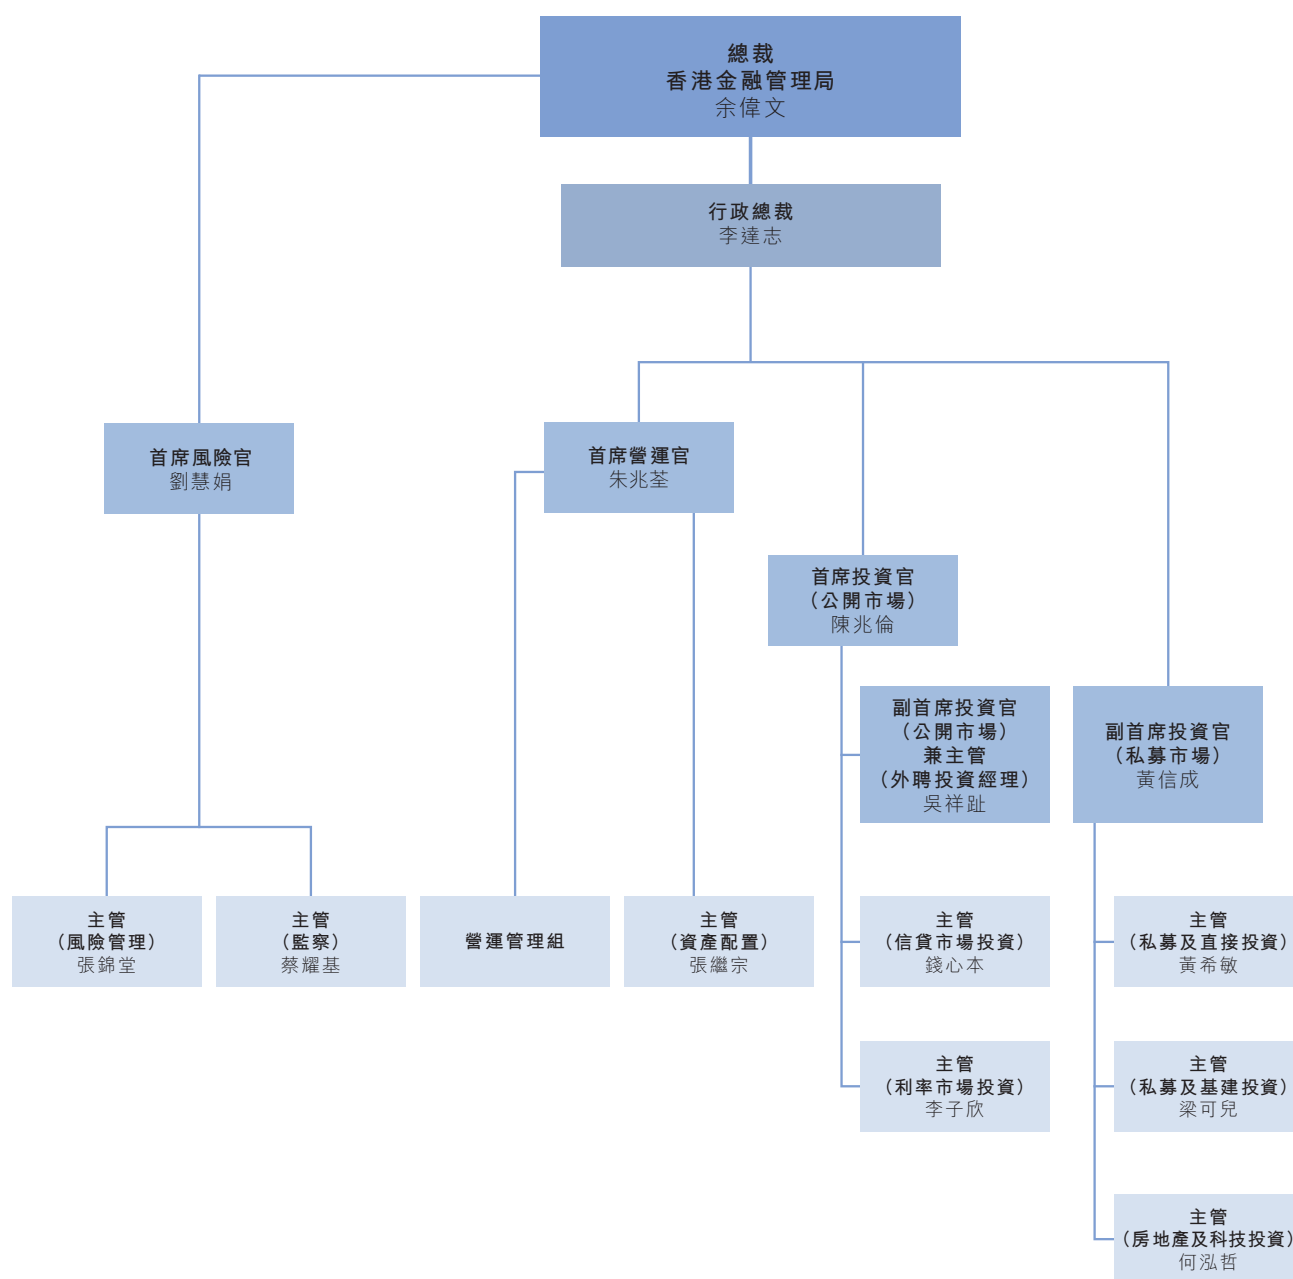 總裁
香港金融管理局
余偉文
行政總裁
李達志
首席風險官
劉慧娟
首席營運官
朱兆荃
首席投資官
（公開市場）
陳兆倫
副首席投資官
（公開市場）
兼主管
（外聘投資經理）
吳祥趾
副首席投資官
（私募市場）
黃信成
主管
（風險管理）
張錦堂
主管
（監察）
蔡耀基
營運管理組
主管
（資產配置）
張繼宗
主管
（信貸市場投資）
錢心本
主管
（私募及直接投資）
黃希敏
主管
（利率市場投資）
李子欣
主管
（私募及基建投資）
梁可兒
主管
（房地產及科技投資）
何泓哲